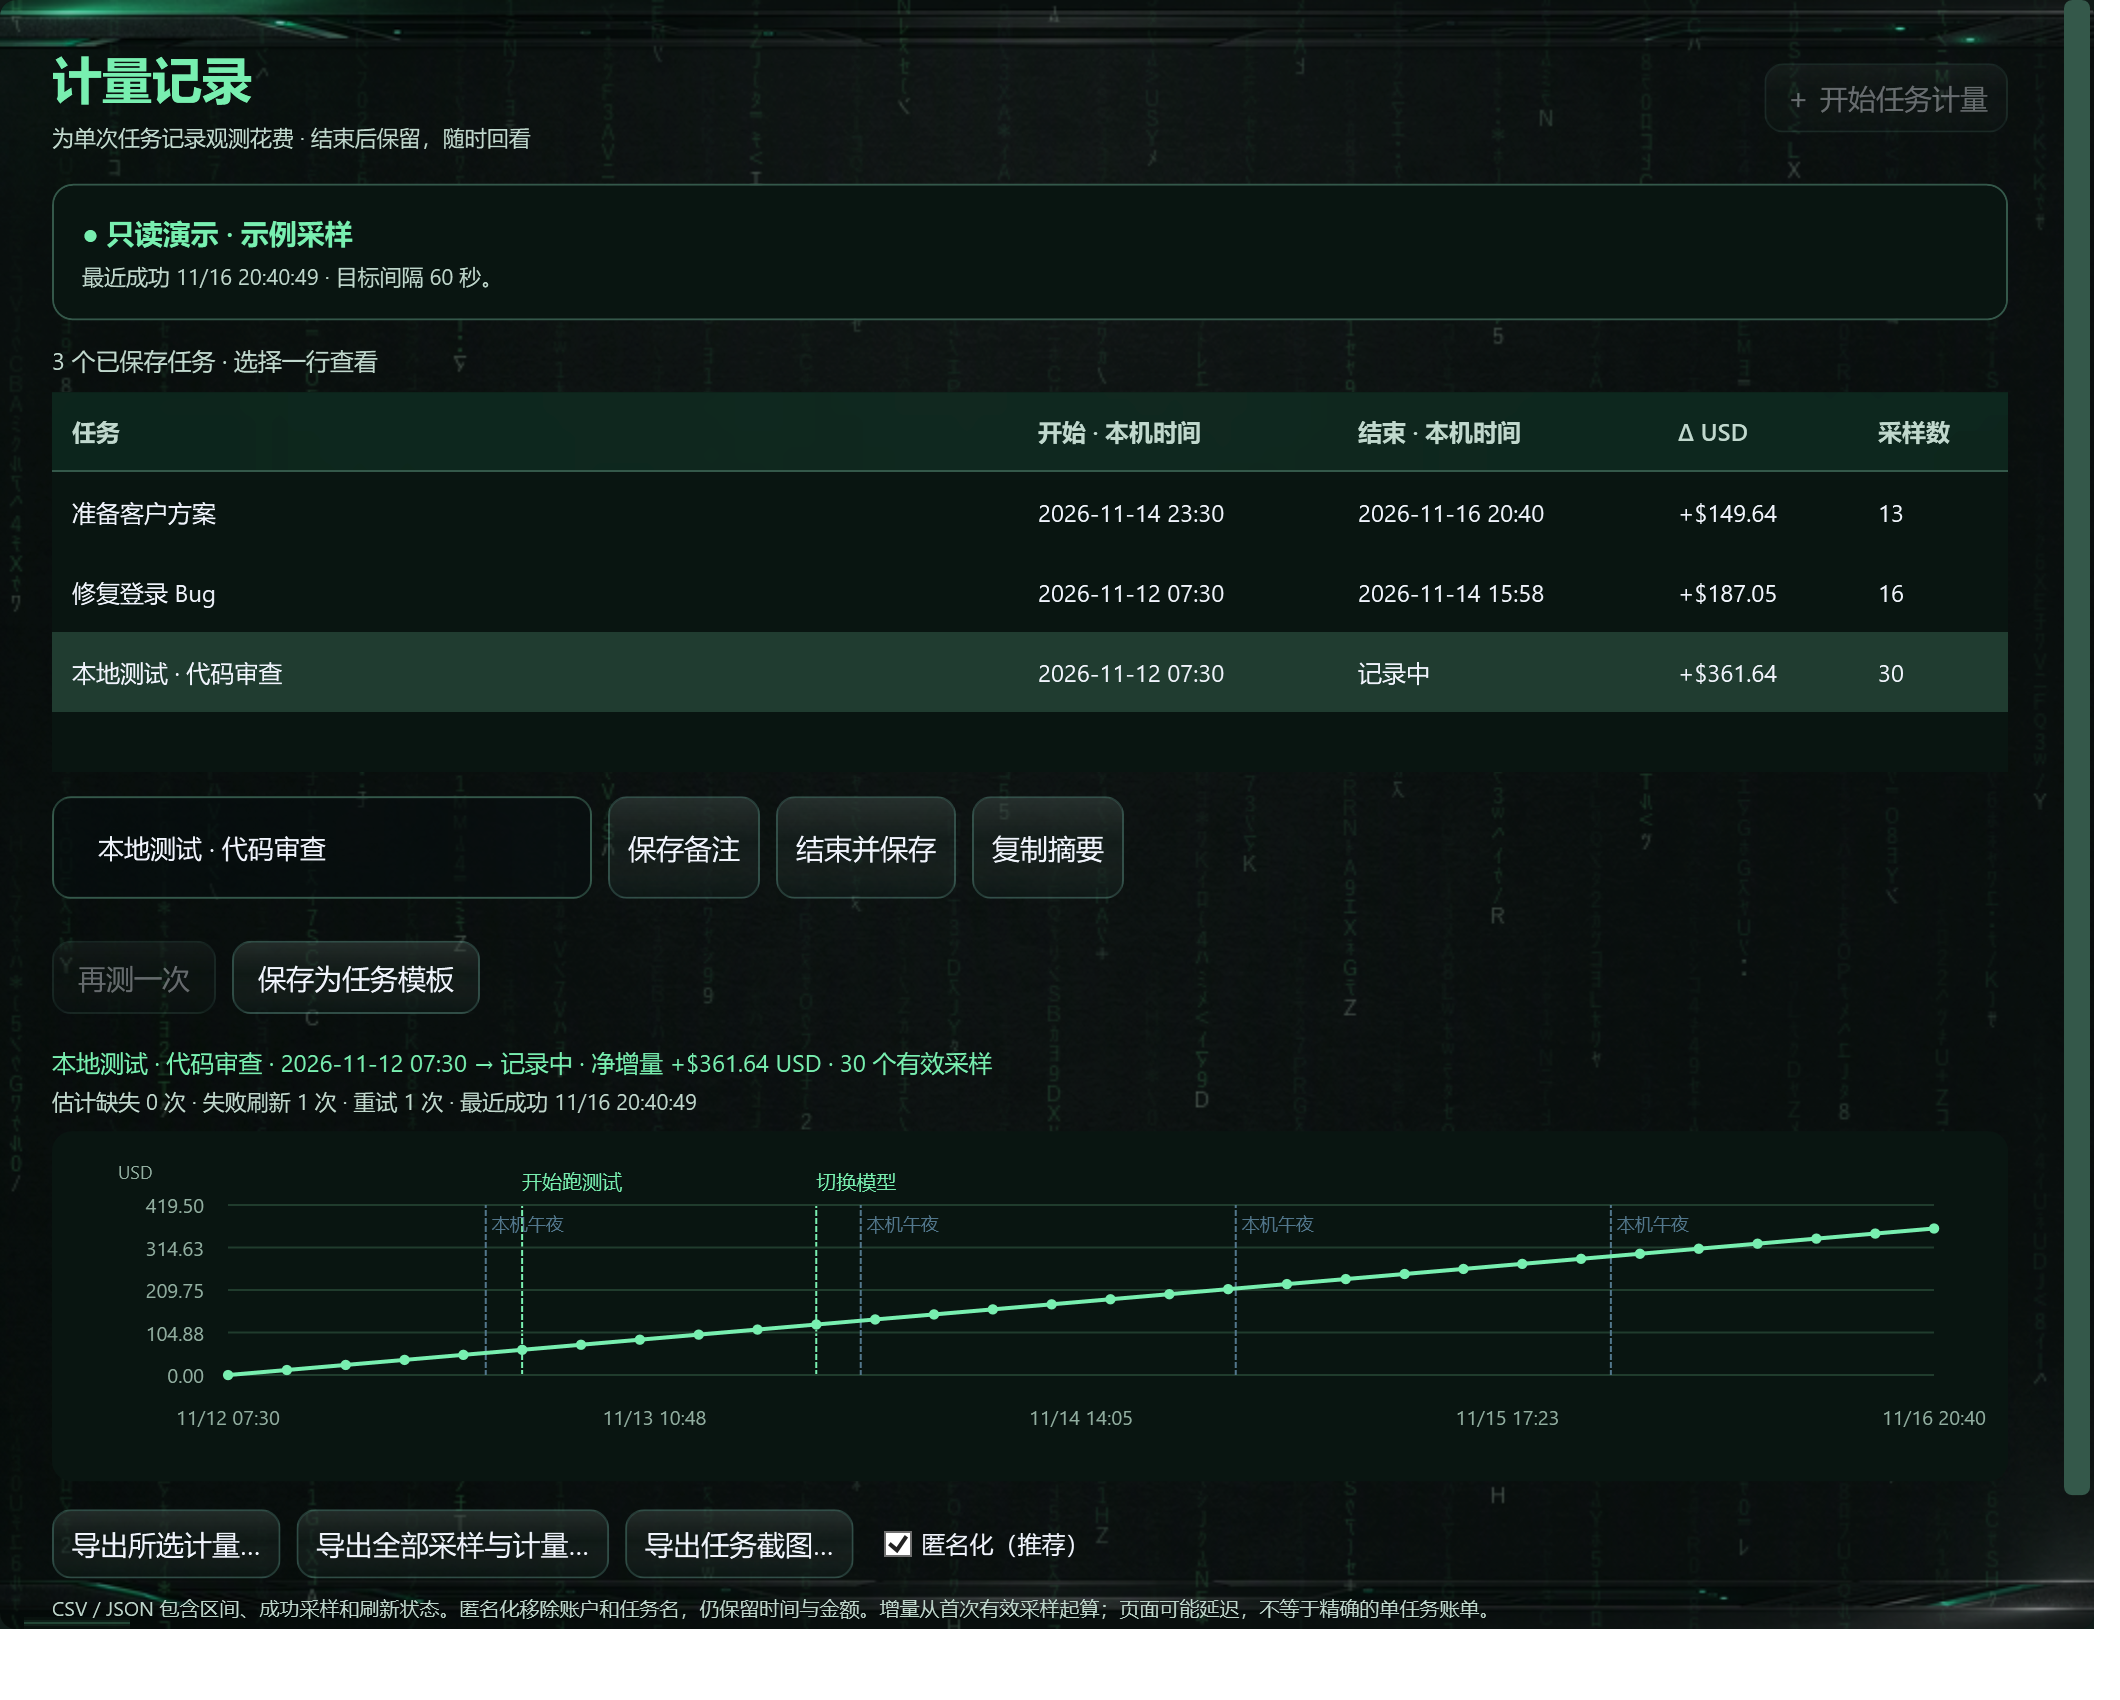 计量记录
+ 开始任务计量
为单次任务记录观测花费 · 结束后保留，随时回看
● 只读演示 · 示例采样
最近成功 11/16 20:40:49 · 目标间隔 60 秒。
3 个已保存任务 · 选择一行查看
任务 开始 · 本机时间 结束 · 本机时间 Δ USD 采样数
准备客户方案 2026-11-14 23:30 2026-11-16 20:40 +$149.64 13
修复登录 Bug 2026-11-12 07:30 2026-11-14 15:58 +$187.05 16
本地测试 · 代码审查 2026-11-12 07:30 记录中 +$361.64 30
本地测试 · 代码审查 保存备注 结束并保存 复制摘要
再测一次 保存为任务模板
本地测试 · 代码审查 · 2026-11-12 07:30 → 记录中 · 净增量 +$361.64 USD · 30 个有效采样
估计缺失 0 次 · 失败刷新 1 次 · 重试 1 次 · 最近成功 11/16 20:40:49
USD
开始跑测试 切换模型
419.50
本机午夜 本机午夜 本机午夜 本机午夜
314.63
209.75
104.88
0.00
11/12 07:30 11/13 10:48 11/14 14:05 11/15 17:23 11/16 20:40
导出所选计量... 导出全部采样与计量... 导出任务截图... 匿名化（推荐）
CSV / JSON 包含区间、成功采样和刷新状态。匿名化移除账户和任务名，仍保留时间与金额。增量从首次有效采样起算；页面可能延迟，不等于精确的单任务账单。